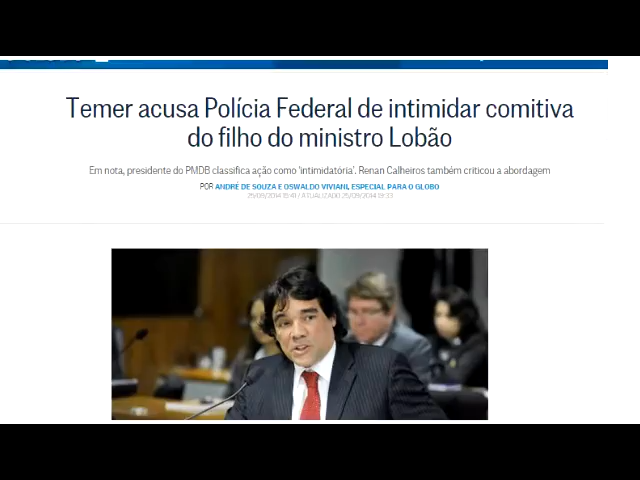 Temer acusa Polícia Federal de intimidar comitiva
do filho do ministro Lobão
Em nota, presidente do PMDB classifica ação como 'intimidatória'. Renan Calheiros também criticou a abordagem
POR ANDRÉ DE SOUZA E OSWALDO VIVIANI, ESPECIAL PARA O GLOBO